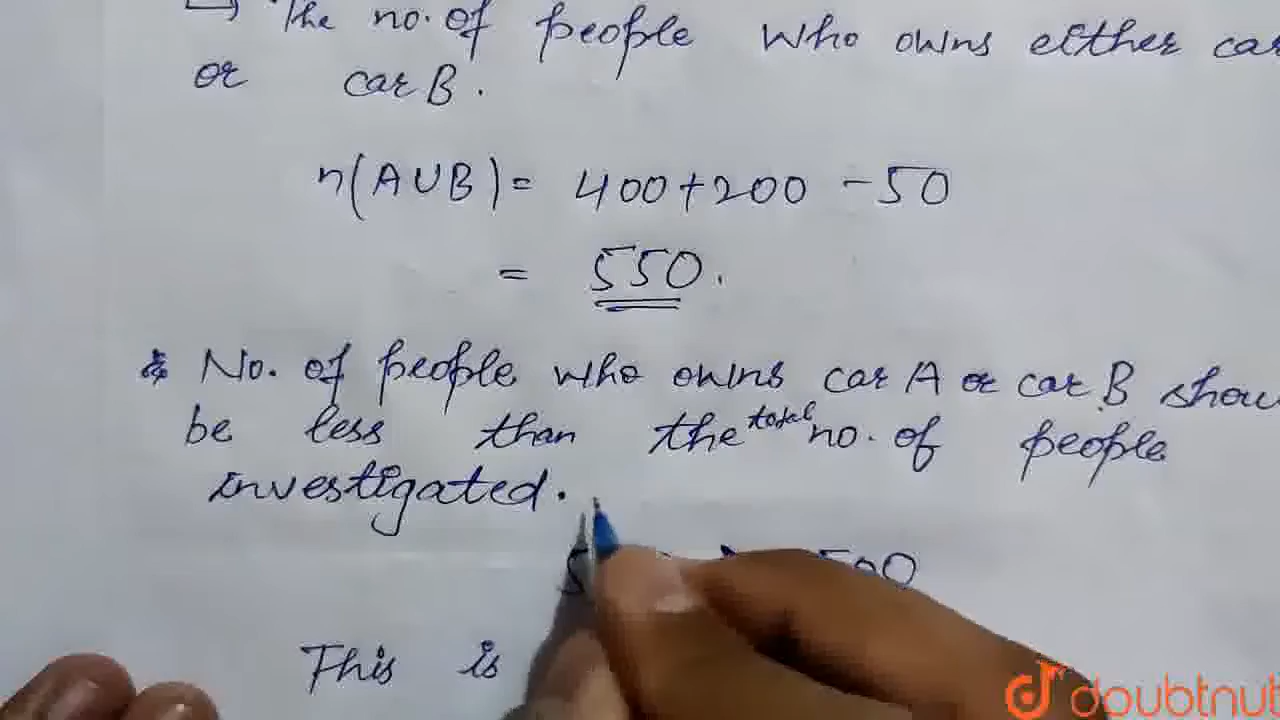 The no. of people who owns either car
or car B.
n(A∪B) = 400+200 -50
= 550.
No. of people who owns car A or car B shou
be less than the total no. of people
investigated.
500
This is
doubtnut